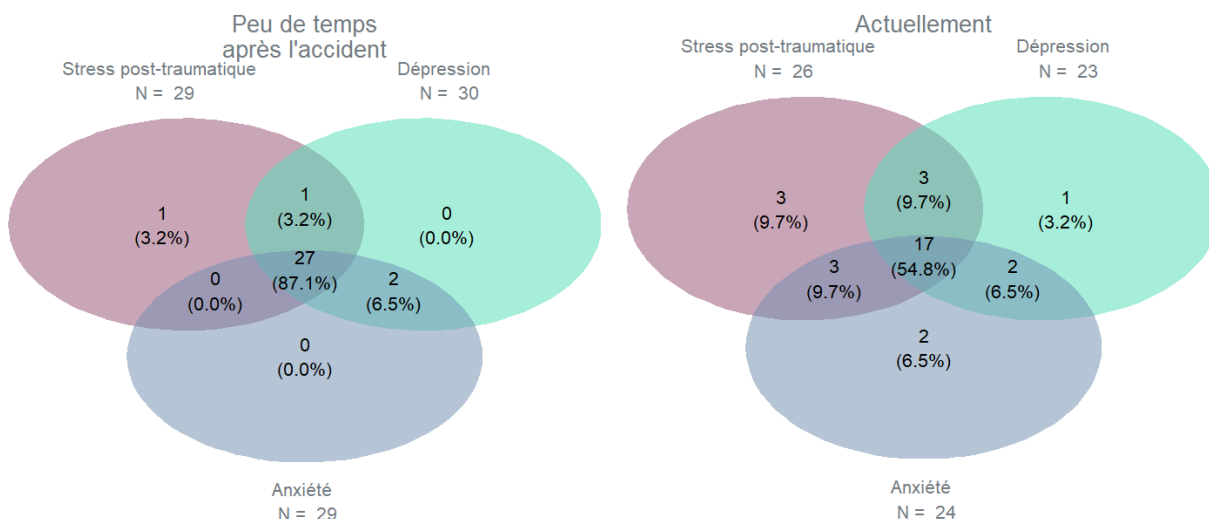 Peu de temps
après l'accident
Stress post-traumatique
N = 29
Dépression
N = 30
1
(3.2%)
1
(3.2%)
0
(0.0%)
27
(87.1%)
0
(0.0%)
2
(6.5%)
0
(0.0%)
Anxiété
N = 29
Actuellement
Stress post-traumatique
N = 26
Dépression
N = 23
3
(9.7%)
3
(9.7%)
1
(3.2%)
17
(54.8%)
3
(9.7%)
2
(6.5%)
2
(6.5%)
Anxiété
N = 24